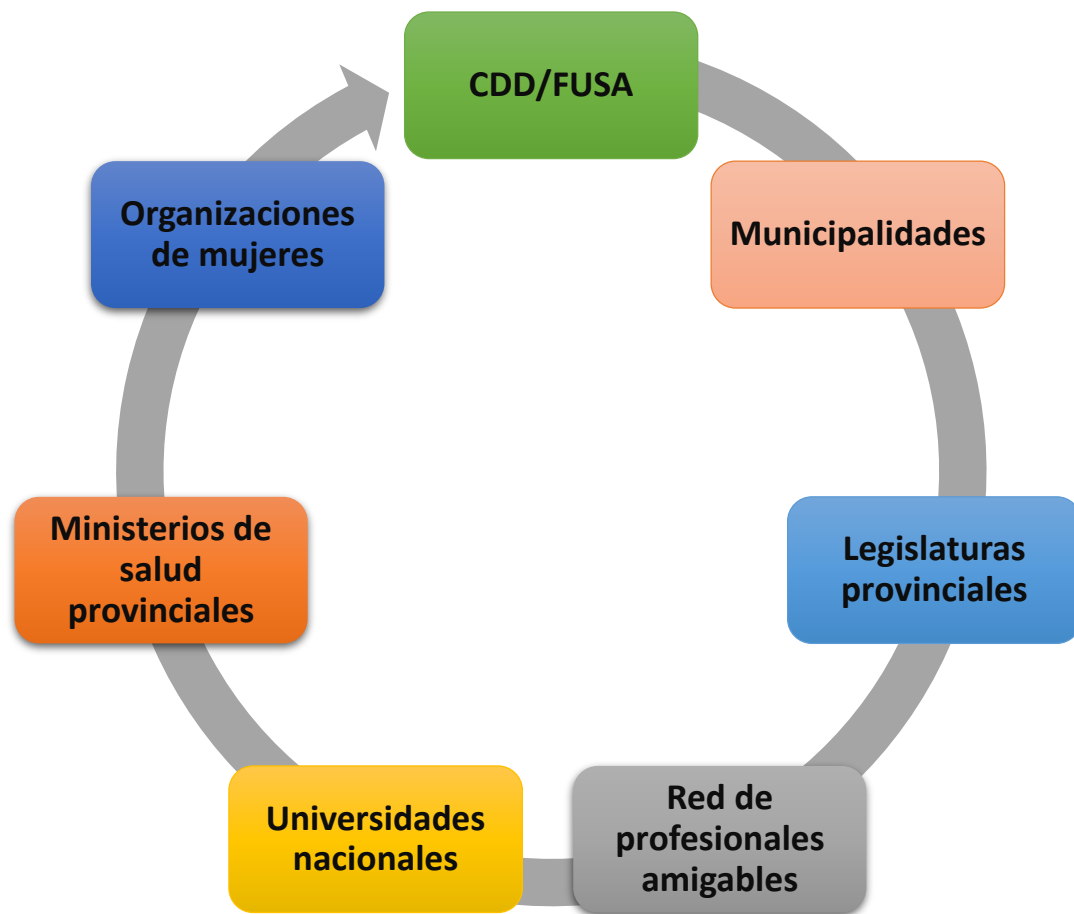 CDD/FUSA
Municipalidades
Legislaturas
provinciales
Red de
profesionales
amigables
Universidades
nacionales
Ministerios de
salud
provinciales
Organizaciones
de mujeres